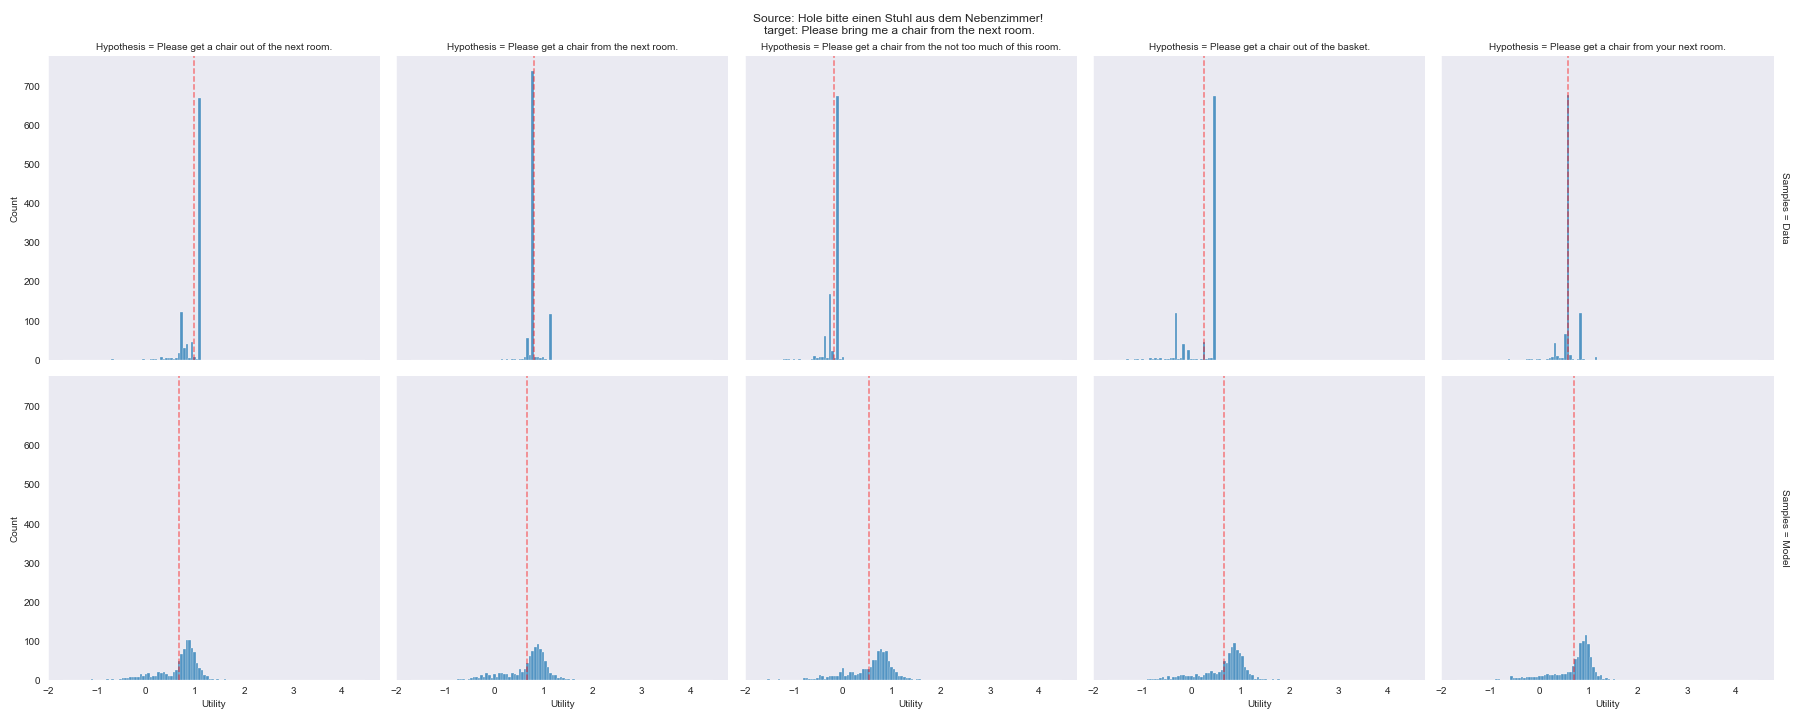 Source: Hole bitte einen Stuhl aus dem Nebenzimmer!
target: Please bring me a chair from the next room.
Hypothesis = Please get a chair out of the next room.
Hypothesis = Please get a chair from the next room.
Hypothesis = Please get a chair from the not too much of this room.
Hypothesis = Please get a chair out of the basket.
Hypothesis = Please get a chair from your next room.
700
600
500
400
300
200
100
0
Count
Samples = Data
700
600
500
400
300
200
100
0
Count
Samples = Model
−2 −1 0 1 2 3 4
−2 −1 0 1 2 3 4
−2 −1 0 1 2 3 4
−2 −1 0 1 2 3 4
−2 −1 0 1 2 3 4
Utility
Utility
Utility
Utility
Utility